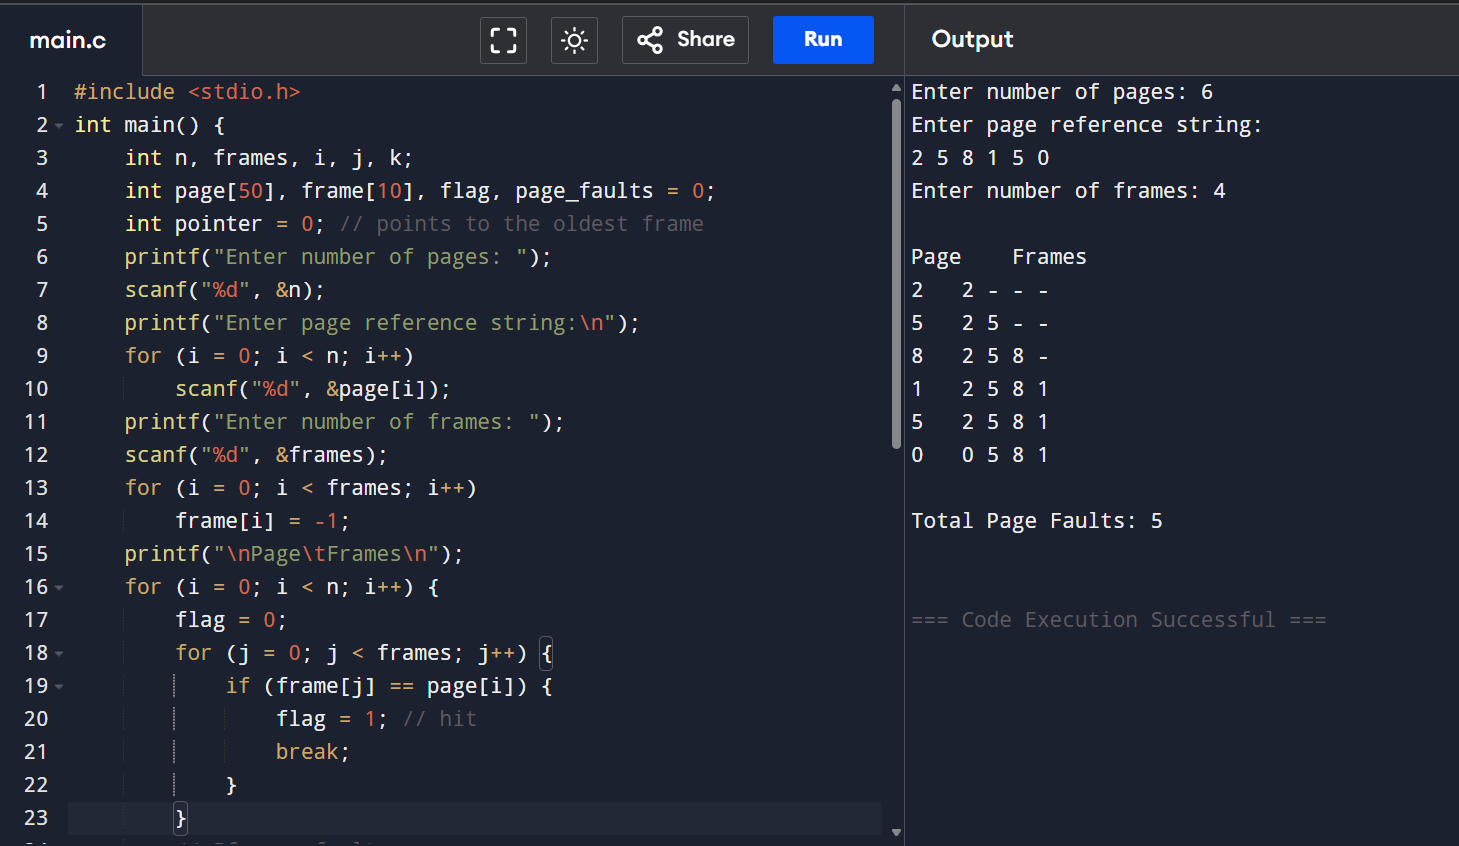 main.c
Share
Run
Output
1 #include <stdio.h>
2 int main() {
3     int n, frames, i, j, k;
4     int page[50], frame[10], flag, page_faults = 0;
5     int pointer = 0; // points to the oldest frame
6     printf("Enter number of pages: ");
7     scanf("%d", &n);
8     printf("Enter page reference string:\n");
9     for (i = 0; i < n; i++)
10         scanf("%d", &page[i]);
11     printf("Enter number of frames: ");
12     scanf("%d", &frames);
13     for (i = 0; i < frames; i++)
14         frame[i] = -1;
15     printf("\nPage\tFrames\n");
16     for (i = 0; i < n; i++) {
17         flag = 0;
18         for (j = 0; j < frames; j++) {
19             if (frame[j] == page[i]) {
20                 flag = 1; // hit
21                 break;
22             }
23         }
Enter number of pages: 6
Enter page reference string:
2 5 8 1 5 0
Enter number of frames: 4
Page    Frames
2   2 - - -
5   2 5 - -
8   2 5 8 -
1   2 5 8 1
5   2 5 8 1
0   0 5 8 1
Total Page Faults: 5
=== Code Execution Successful ===